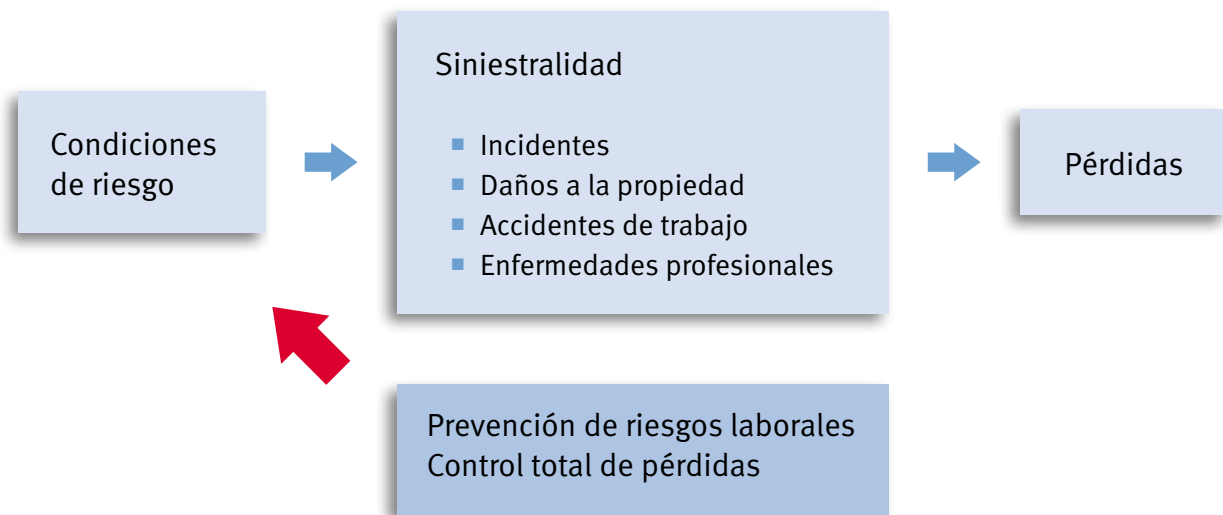 Condiciones
de riesgo
Siniestralidad
Incidentes
Daños a la propiedad
Accidentes de trabajo
Enfermedades profesionales
Pérdidas
Prevención de riesgos laborales
Control total de pérdidas